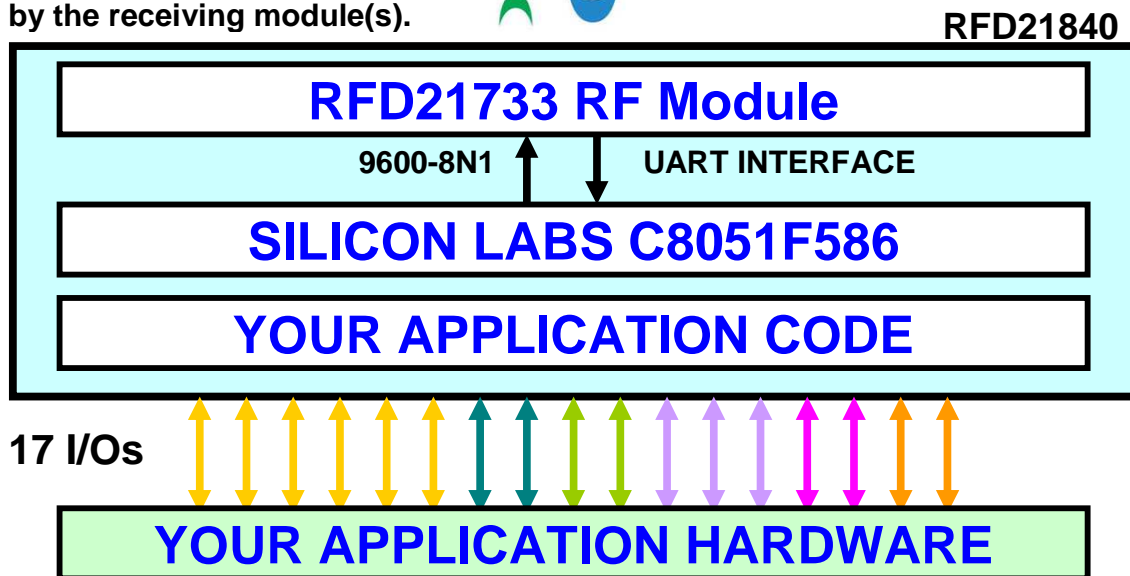 by the receiving module(s).
RFD21840
RFD21733 RF Module
9600-8N1 UART INTERFACE
SILICON LABS C8051F586
YOUR APPLICATION CODE
17 I/Os
YOUR APPLICATION HARDWARE